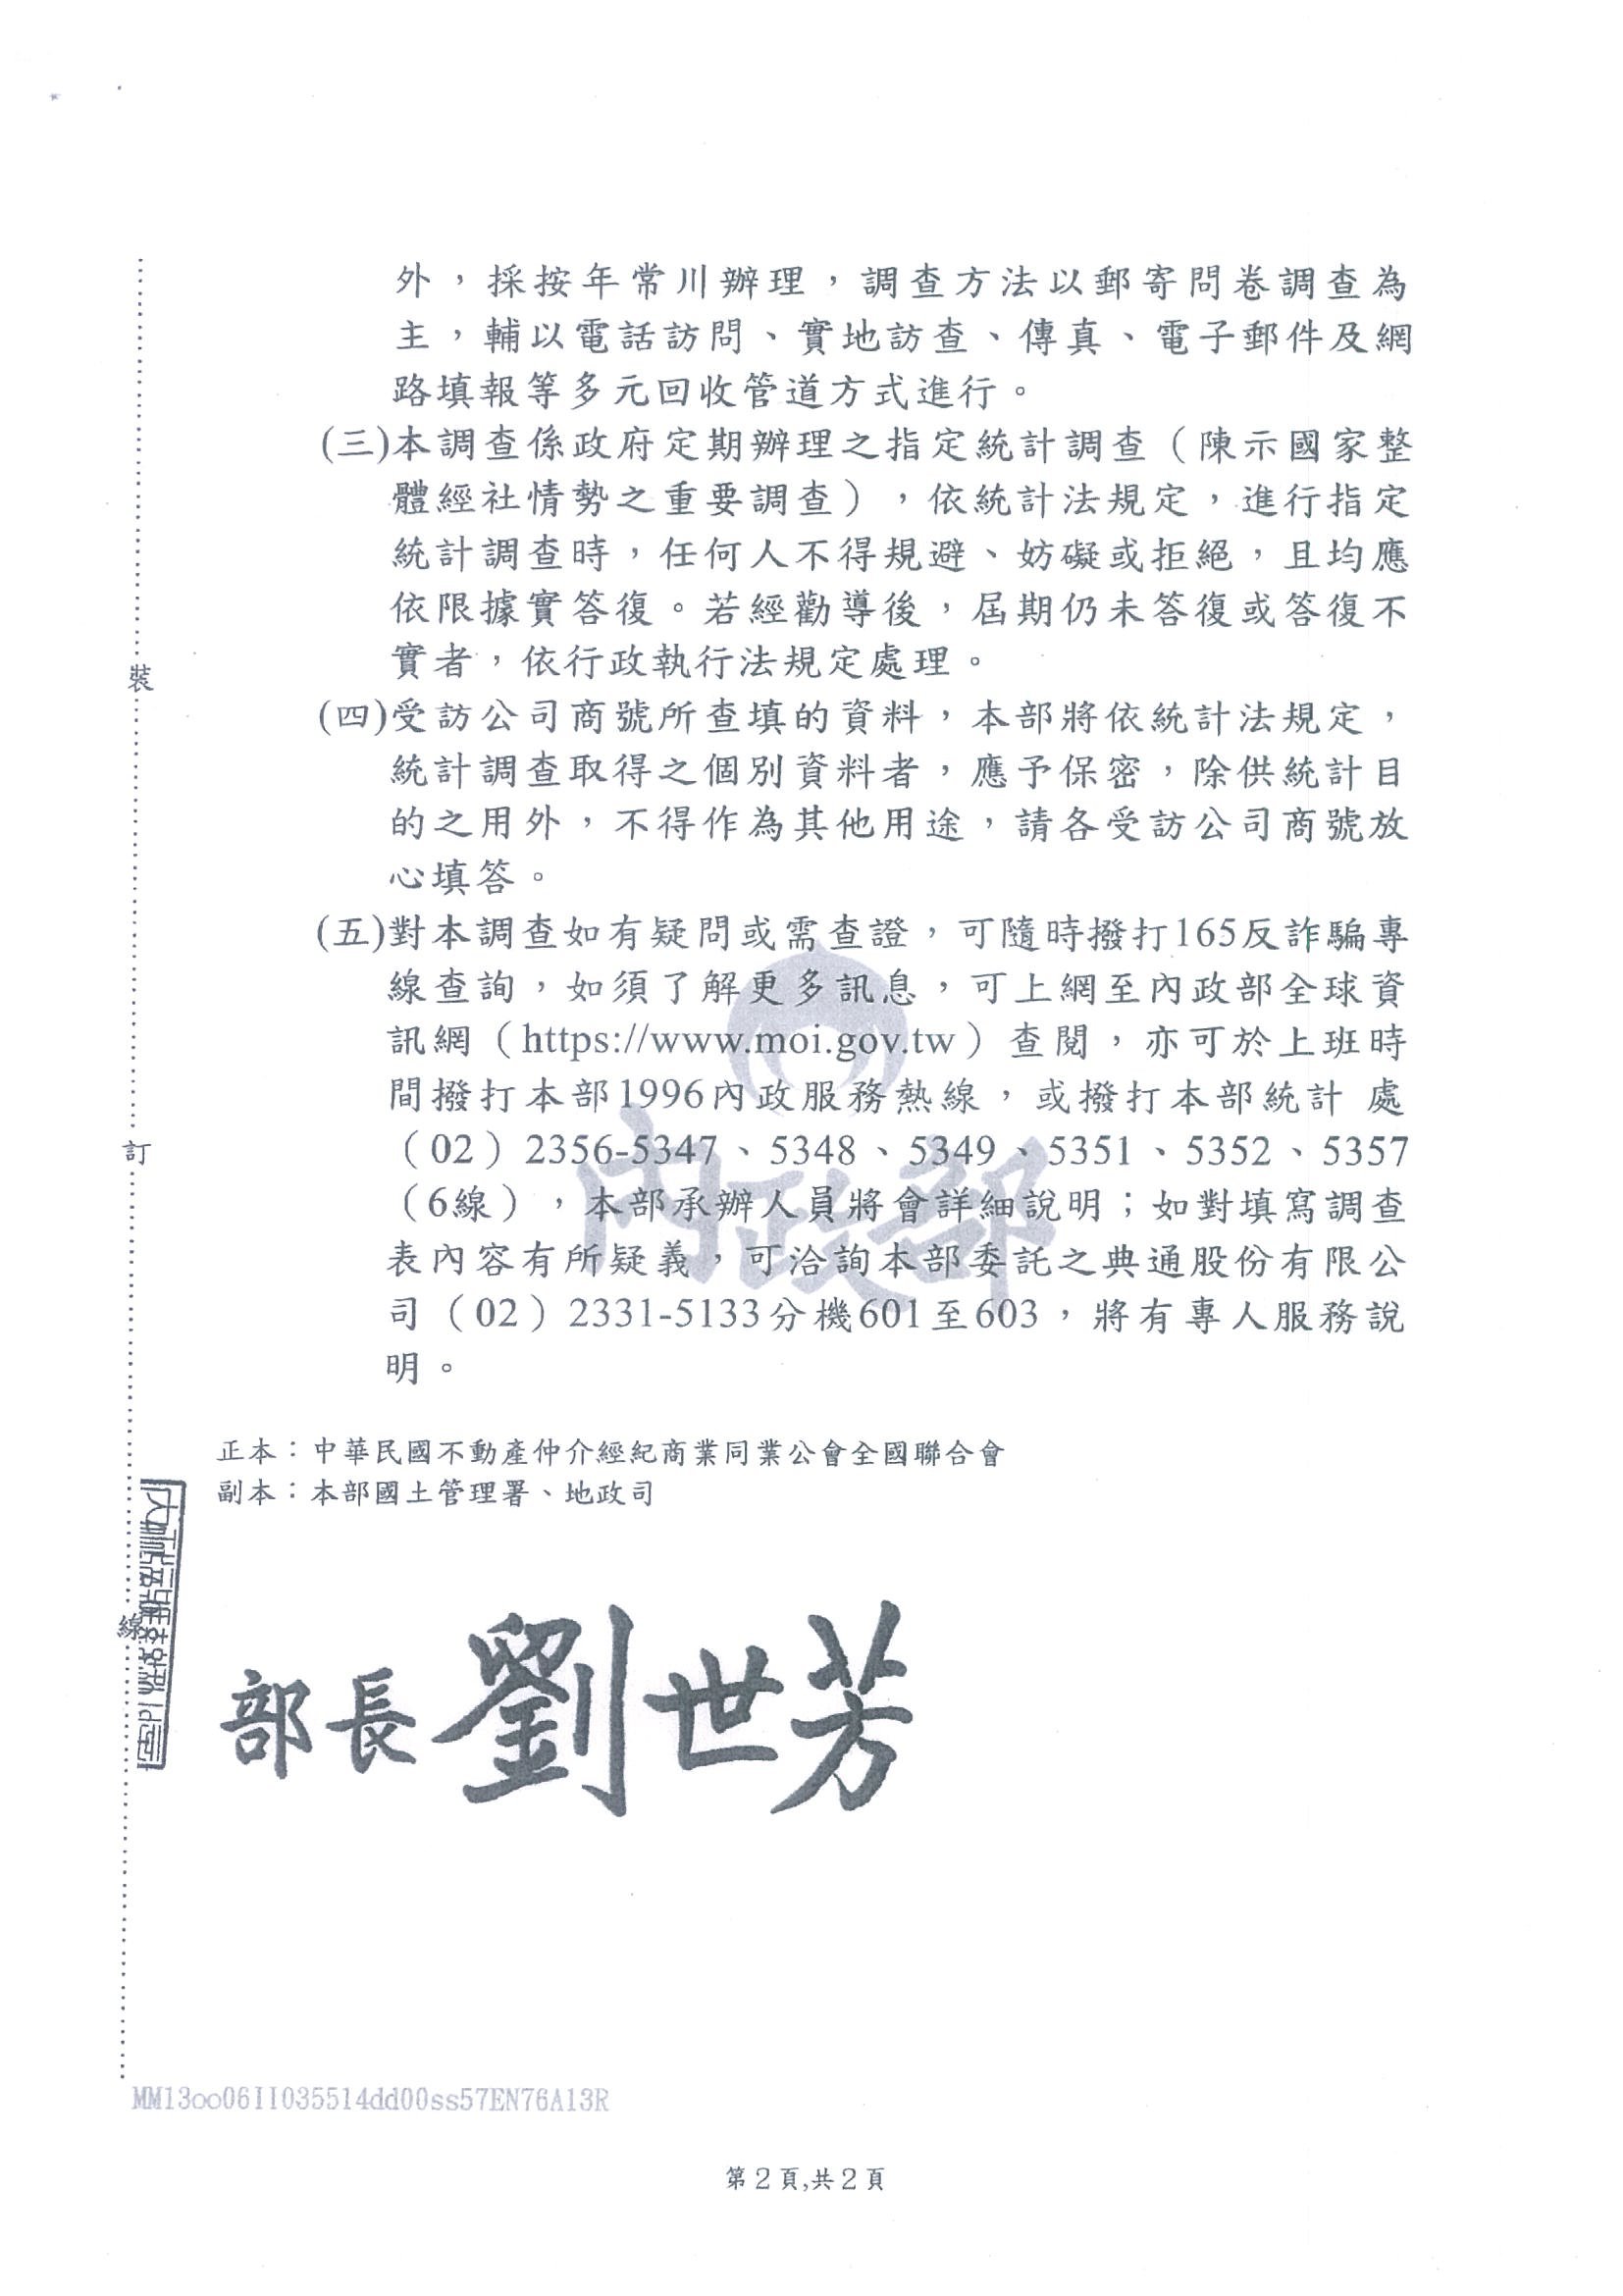 外，採按年常川辦理，調查方法以郵寄問卷調查為
主，輔以電話訪問、實地訪查、傳真、電子郵件及網
路填報等多元回收管道方式進行。
(三)本調查係政府定期辦理之指定統計調查（陳示國家整
體經社情勢之重要調查），依統計法規定，進行指定
統計調查時，任何人不得規避、妨礙或拒絕，且均應
依限據實答復。若經勸導後，屆期仍未答復或答復不
實者，依行政執行法規定處理。
(四)受訪公司商號所查填的資料，本部將依統計法規定，
統計調查取得之個別資料者，應予保密，除供統計目
的之用外，不得作為其他用途，請各受訪公司商號放
心填答。
(五)對本調查如有疑問或需查證，可隨時撥打165反詐騙專
線查詢，如須了解更多訊息，可上網至內政部全球資
訊網（https://www.moi.gov.tw）查閱，亦可於上班時
間撥打本部1996內政服務熱線，或撥打本部統計 處
（02）2356-5347、5348、5349、5351、5352、5357
（6線），本部承辦人員將會詳細說明；如對填寫調查
表內容有所疑義，可洽詢本部委託之典通股份有限公
司（02）2331-5133分機601至603，將有專人服務說
明。
內政部
裝
訂
線
正本：中華民國不動產仲介經紀商業同業公會全國聯合會
副本：本部國土管理署、地政司
部長 劉世芳
MM13oo06II035514dd00ss57EN76A13R
第2頁,共2頁